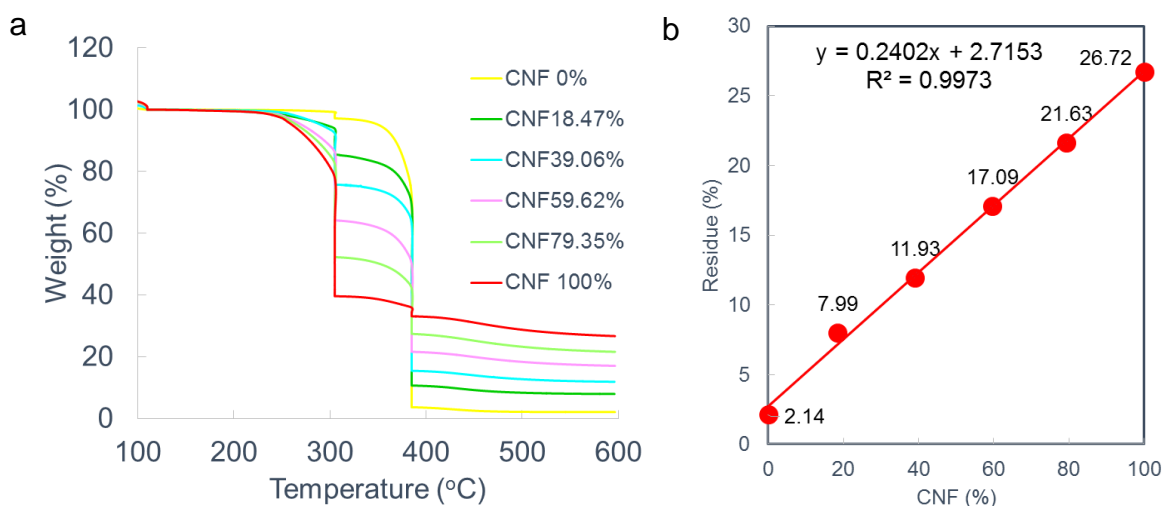 a
120
100
80
60
40
20
0
Weight (%)
100
200
300
400
500
600
Temperature (oC)
CNF 0%
CNF18.47%
CNF39.06%
CNF59.62%
CNF79.35%
CNF 100%
b
30
25
20
15
10
5
0
Residue (%)
y = 0.2402x + 2.7153
R² = 0.9973
26.72
21.63
17.09
11.93
7.99
2.14
0
20
40
60
80
100
CNF (%)